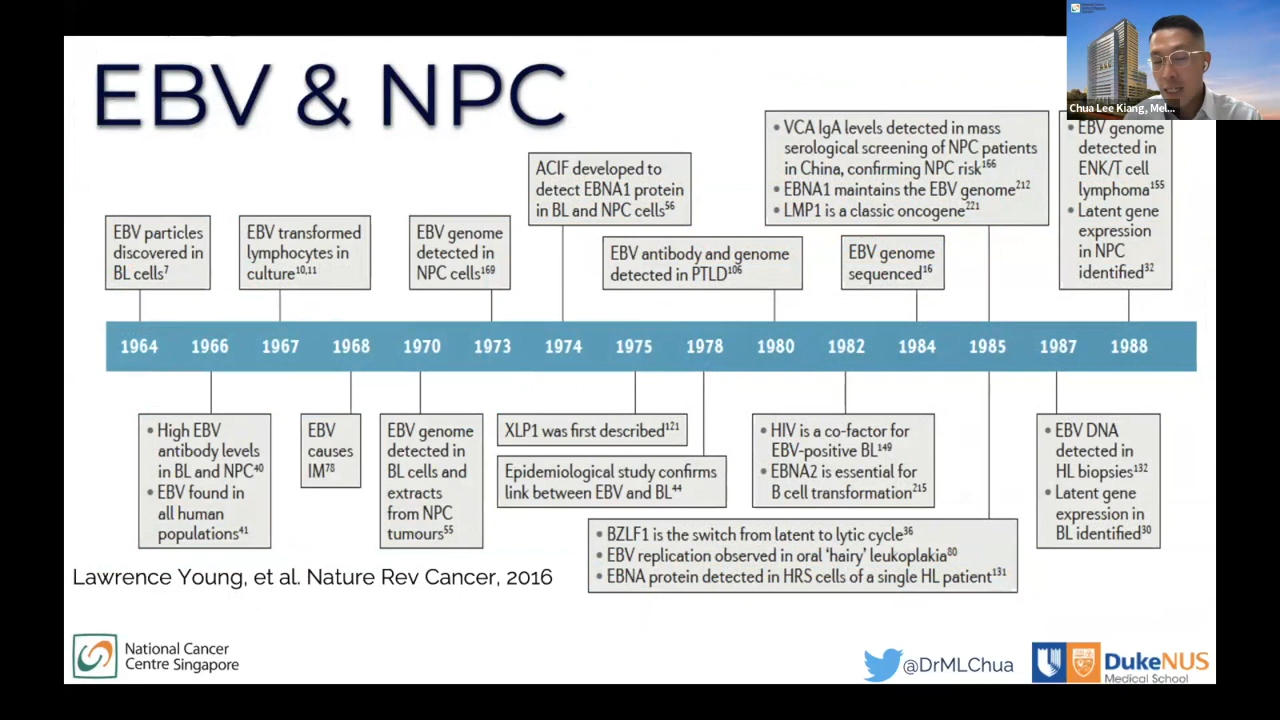 EBV & NPC
Chua Lee Kiang, Mel...
EBV particles
discovered in
BL cells7
EBV transformed
lymphocytes in
culture10,11
EBV genome
detected in
NPC cells169
ACIF developed to
detect EBNA1 protein
in BL and NPC cells56
EBV antibody and genome
detected in PTLD106
• VCA IgA levels detected in mass
serological screening of NPC patients
in China, confirming NPC risk166
• EBNA1 maintains the EBV genome212
• LMP1 is a classic oncogene221
EBV genome
sequenced16
• EBV genome
detected in
ENK/T cell
lymphoma155
• Latent gene
expression
in NPC
identified32
1964 1966 1967 1968 1970 1973 1974 1975 1978 1980 1982 1984 1985 1987 1988
• High EBV
antibody levels
in BL and NPC40
• EBV found in
all human
populations41
EBV
causes
IM78
EBV genome
detected in
BL cells and
extracts
from NPC
tumours55
XLP1 was first described121
Epidemiological study confirms
link between EBV and BL44
• HIV is a co-factor for
EBV-positive BL149
• EBNA2 is essential for
B cell transformation215
• BZLF1 is the switch from latent to lytic cycle36
• EBV replication observed in oral ‘hairy’ leukoplakia80
• EBNA protein detected in HRS cells of a single HL patient131
• EBV DNA
detected in
HL biopsies132
• Latent gene
expression in
BL identified30
Lawrence Young, et al. Nature Rev Cancer, 2016
National Cancer
Centre Singapore
@DrMLChua
DukeNUS
Medical School